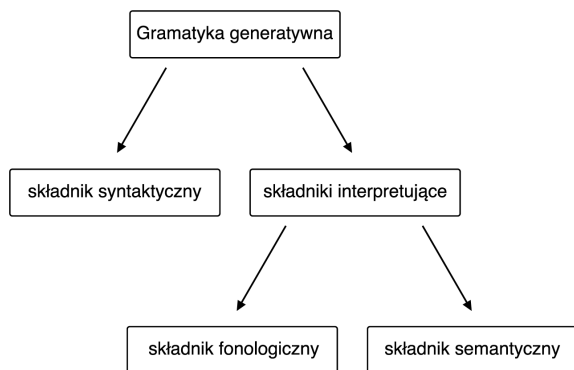 Gramatyka generatywna
składnik syntaktyczny
składniki interpretujące
składnik fonologiczny
składnik semantyczny